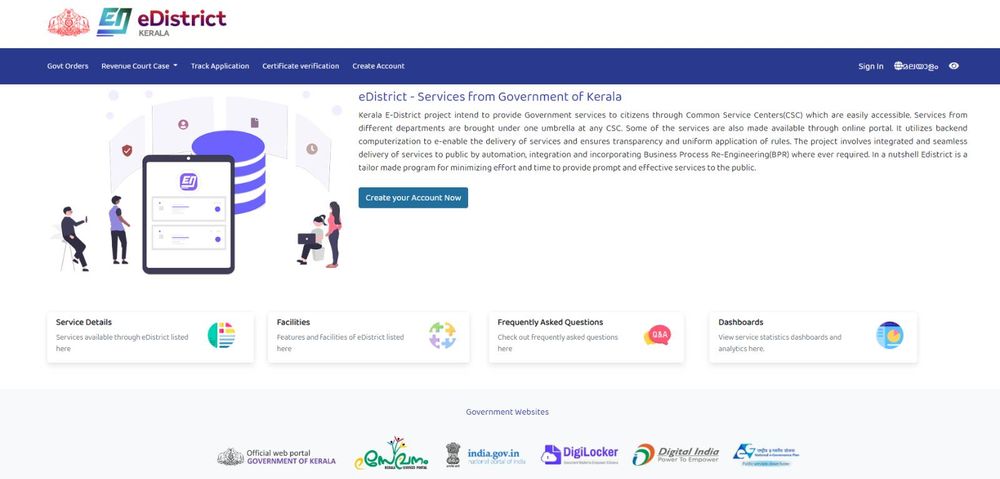 eDistrict
KERALA
Govt Orders Revenue Court Case Track Application Certificate verification Create Account Sign In മലയാളം
eDistrict - Services from Government of Kerala
Kerala E-District project intend to provide Government services to citizens through Common Service Centers(CSC) which are easily accessible. Services from
different departments are brought under one umbrella at any CSC. Some of the services are also made available through online portal. It utilizes backend
computerization to e-enable the delivery of services and ensures transparency and uniform application of rules. The project involves integrated and seamless
delivery of services to public by automation, integration and incorporating Business Process Re-Engineering(BPR) where ever required. In a nutshell Edistrict is a
tailor made program for minimizing effort and time to provide prompt and effective services to the public.
Create your Account Now
Service Details
Services available through eDistrict listed
here
Facilities
Features and facilities of eDistrict listed
here
Frequently Asked Questions
Check out frequently asked questions
here
Q&A
Dashboards
View service statistics dashboards and
analytics here.
Government Websites
Official web portal
GOVERNMENT OF KERALA
KERALA SERVICES PORTAL
india.gov.in
national portal of india
DigiLocker
Document Wallet to Empower Citizens
Digital India
Power To Empower
राष्ट्रीय ई-गवर्नेंस योजना
National e-Governance Plan
Public services closer home